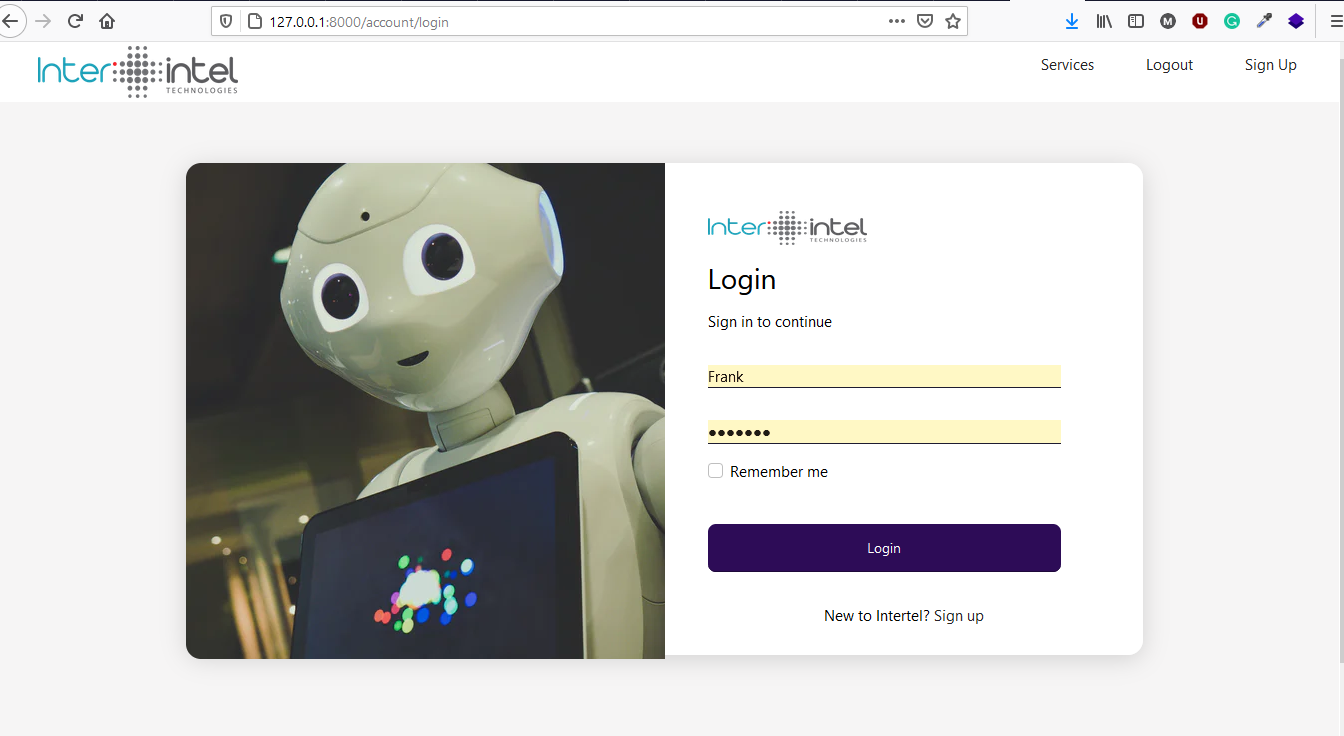 127.0.0.1:8000/account/login
Inter intel
TECHNOLOGIES
Services Logout Sign Up
Inter intel
TECHNOLOGIES
Login
Sign in to continue
Frank
●●●●●●●
Remember me
Login
New to Intertel? Sign up